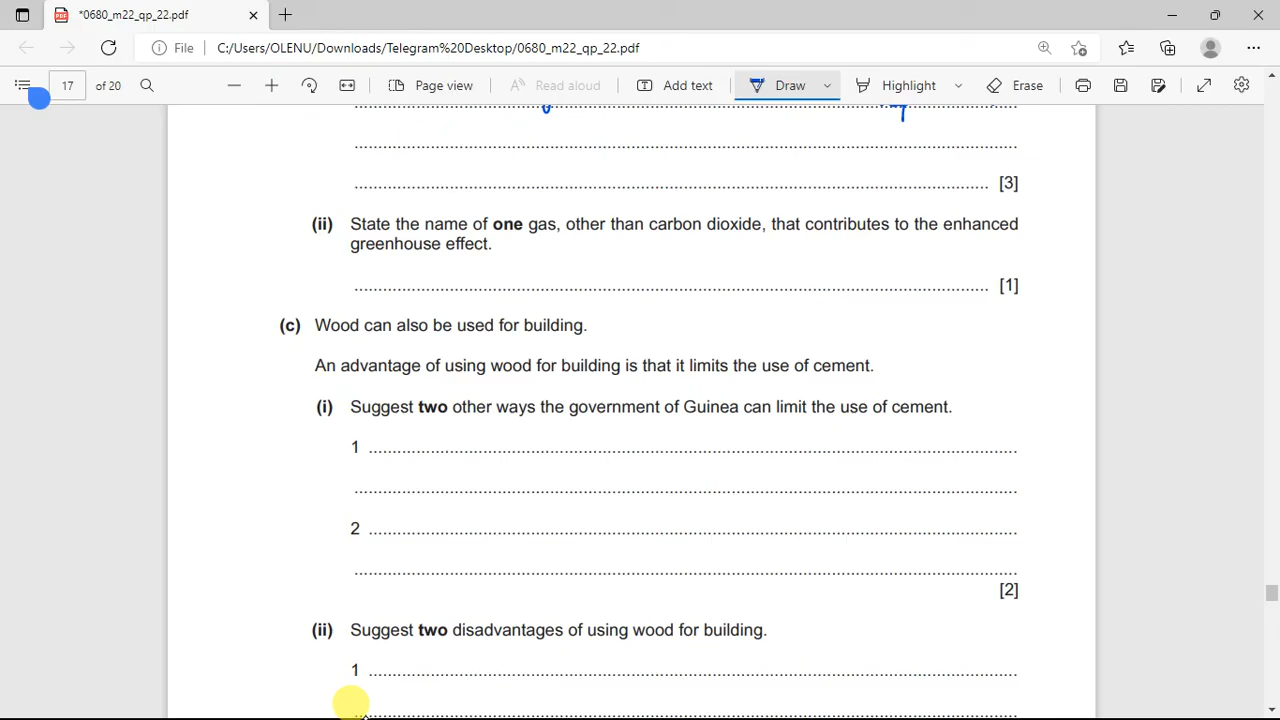 *0680_m22_qp_22.pdf
File C:/Users/OLENU/Downloads/Telegram%20Desktop/0680_m22_qp_22.pdf
17 of 20 Page view Read aloud Add text Draw Highlight Erase
[3]
(ii) State the name of one gas, other than carbon dioxide, that contributes to the enhanced
greenhouse effect.
[1]
(c) Wood can also be used for building.
An advantage of using wood for building is that it limits the use of cement.
(i) Suggest two other ways the government of Guinea can limit the use of cement.
1
2
[2]
(ii) Suggest two disadvantages of using wood for building.
1